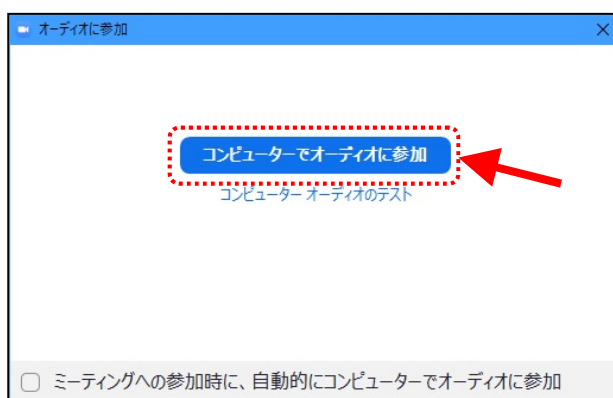 オーディオに参加
コンピューターでオーディオに参加
コンピューター オーディオのテスト
ミーティングへの参加時に、自動的にコンピューターでオーディオに参加